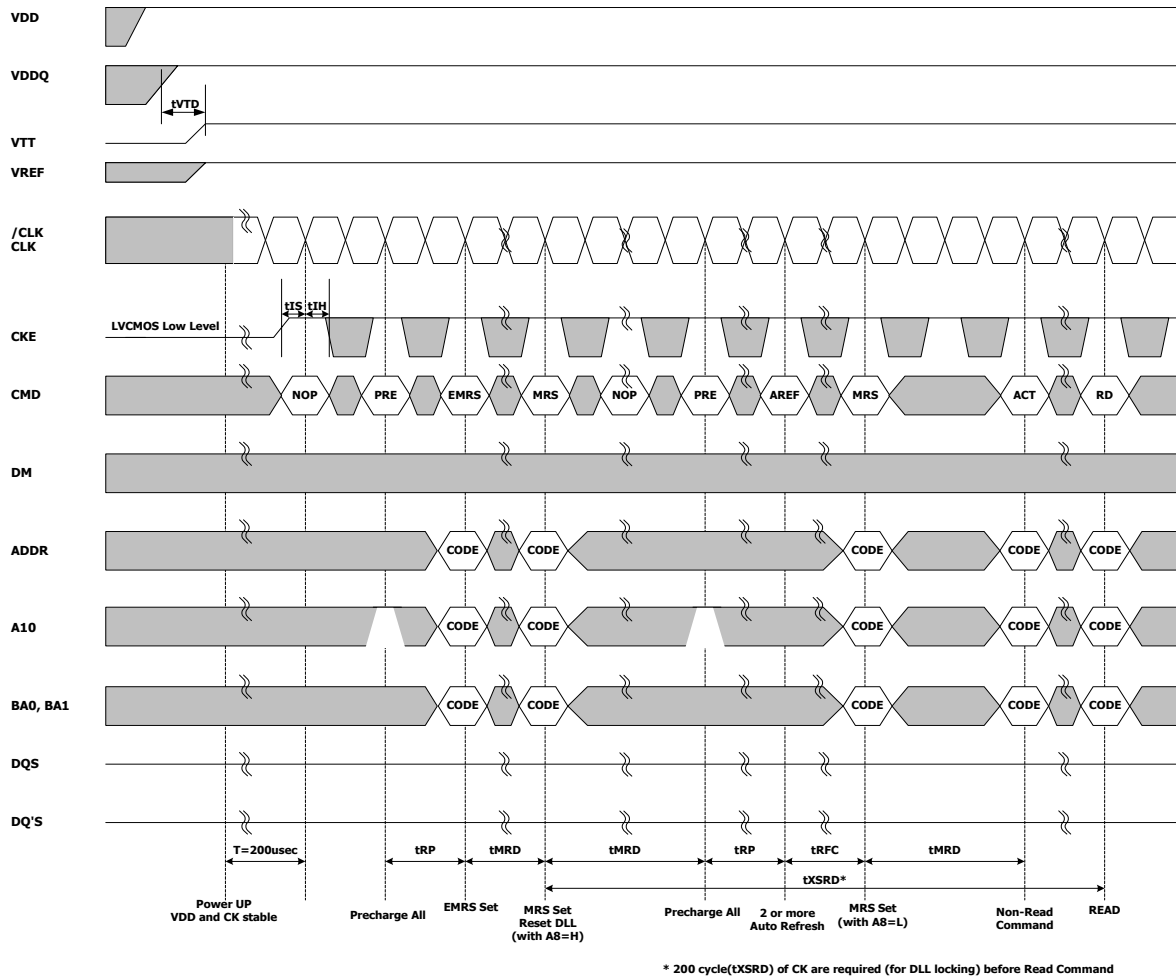 VDD
VDDQ
tVTD
VTT
VREF
/CLK
CLK
tIS tIH
CKE
LVCMOS Low Level
CMD
NOP PRE EMRS MRS NOP PRE AREF MRS ACT RD
DM
ADDR
CODE CODE CODE CODE CODE
A10
CODE CODE CODE CODE CODE
BA0, BA1
CODE CODE CODE CODE CODE
DQS
DQ'S
T=200usec tRP tMRD tMRD tRP tRFC tMRD
tXSRD*
Power UP
VDD and CK stable
Precharge All
EMRS Set
MRS Set
Reset DLL
(with A8=H)
Precharge All
2 or more
Auto Refresh
MRS Set
(with A8=L)
Non-Read
Command
READ
* 200 cycle(tXSRD) of CK are required (for DLL locking) before Read Command